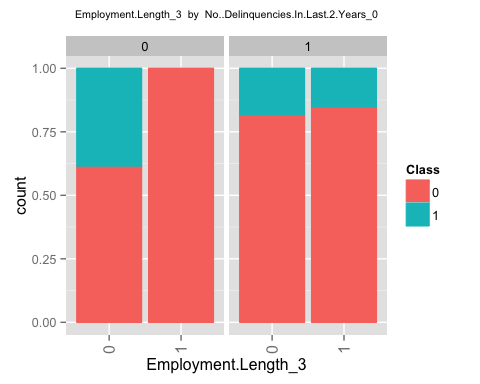 Employment.Length_3 by No..Delinquencies.In.Last.2.Years_0
0 1
1.00
0.75
0.50
0.25
0.00
count
0 1 0 1
Employment.Length_3
Class
0
1